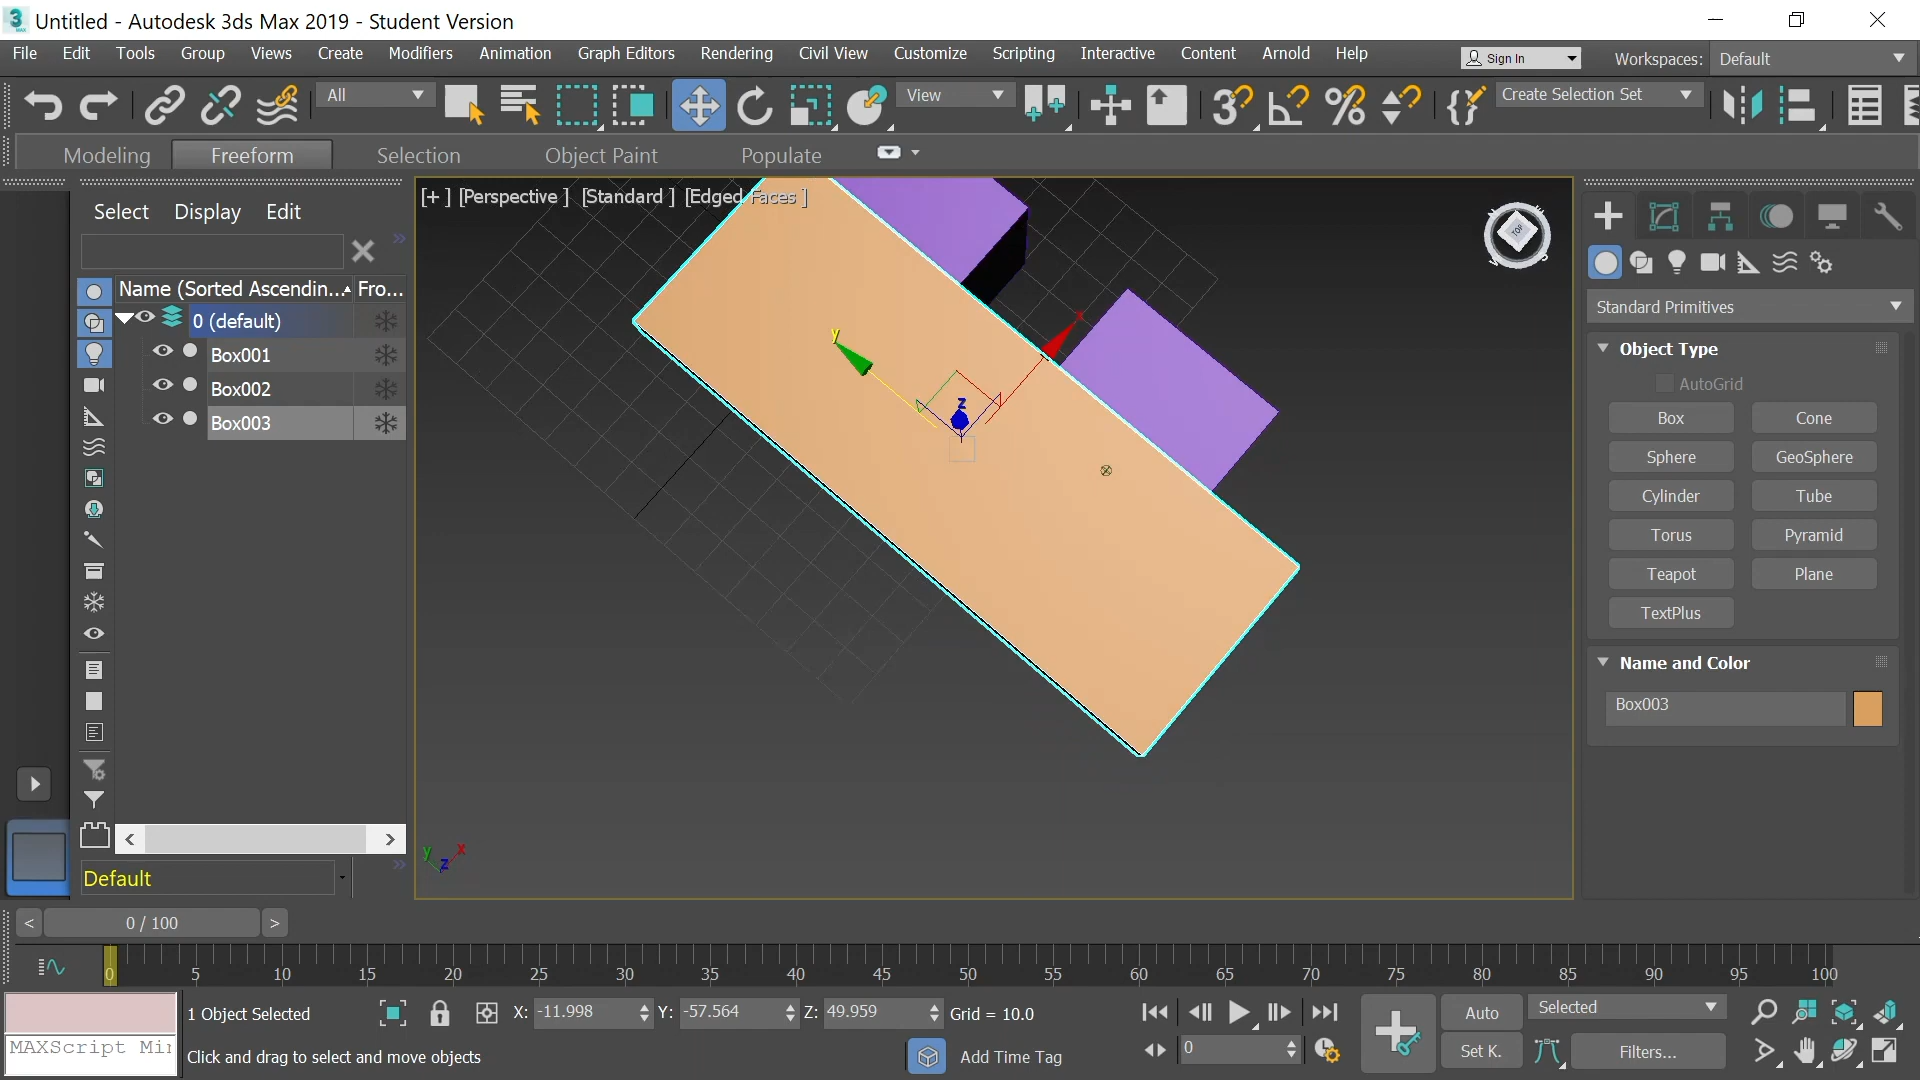 Untitled - Autodesk 3ds Max 2019 - Student Version
File Edit Tools Group Views Create Modifiers Animation Graph Editors Rendering Civil View Customize Scripting Interactive Content Arnold Help
Sign In
Workspaces: Default
All
View
Create Selection Set
Modeling Freeform Selection Object Paint Populate
Select Display Edit
Name (Sorted Ascendin... Fro...
0 (default)
Box001
Box002
Box003
Default
[+ ] [Perspective ] [Standard ] [Edged Faces ]
TOP
y
x
z
y z x
Standard Primitives
Object Type
AutoGrid
Box Cone
Sphere GeoSphere
Cylinder Tube
Torus Pyramid
Teapot Plane
TextPlus
Name and Color
Box003
< 0 / 100 >
0 5 10 15 20 25 30 35 40 45 50 55 60 65 70 75 80 85 90 95 100
1 Object Selected
X: -11.998 Y: -57.564 Z: 49.959 Grid = 10.0
Auto
Selected
MAXScript Mi
Click and drag to select and move objects
Add Time Tag
0
Set K.
Filters...